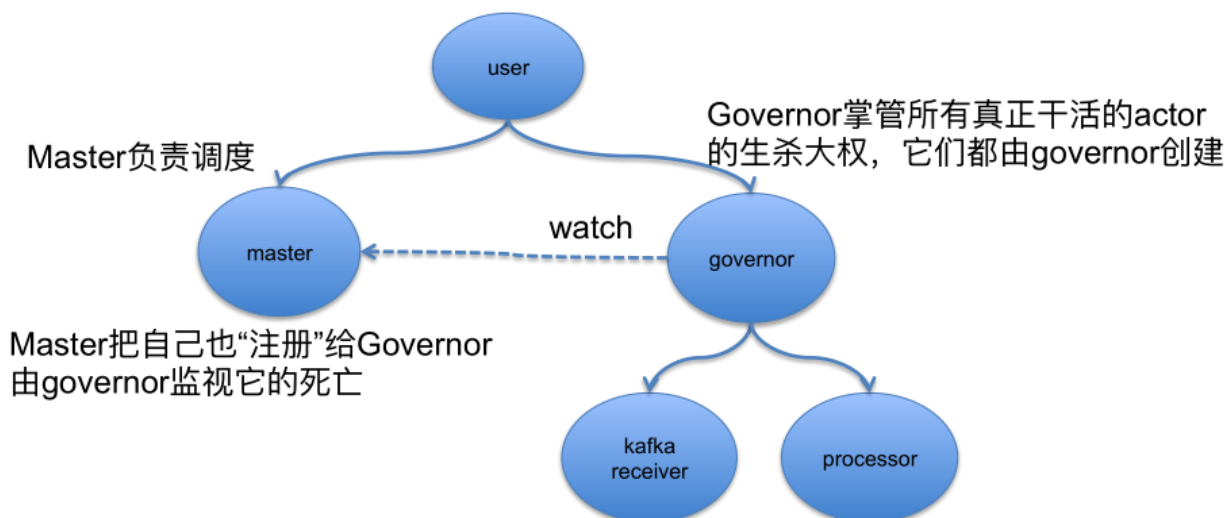 user
Governor掌管所有真正干活的actor
的生杀大权，它们都由governor创建
Master负责调度
watch
master
governor
Master把自己也“注册”给Governor
由governor监视它的死亡
kafka
receiver
processor